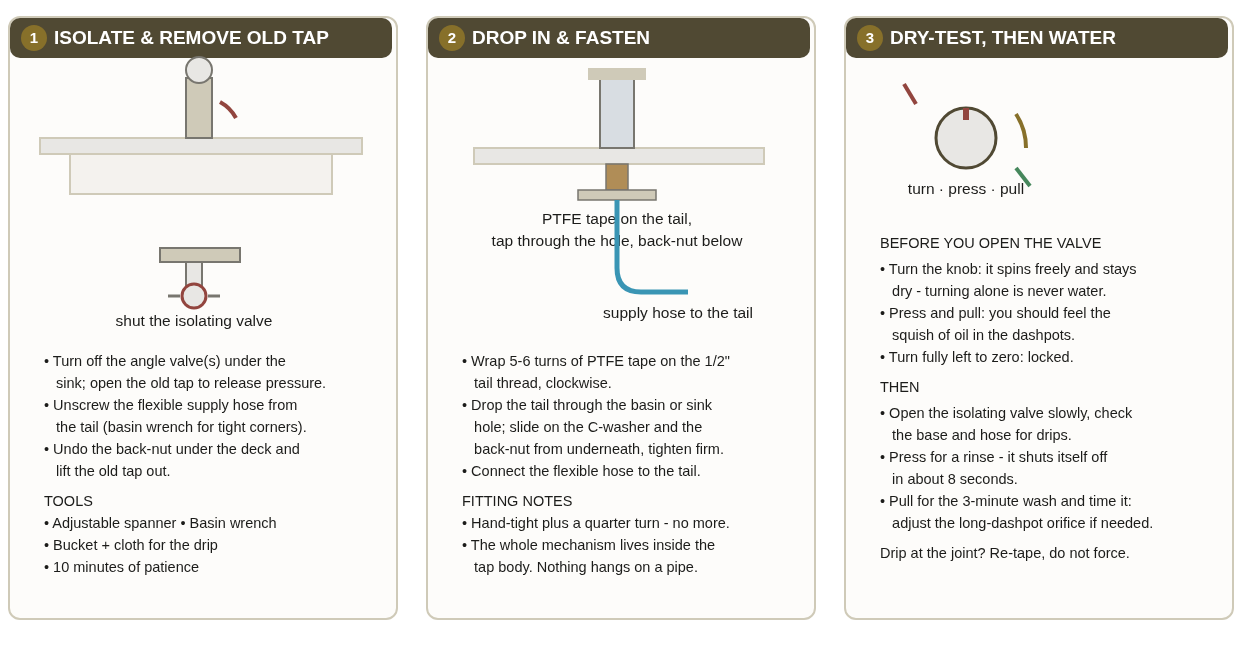 1 ISOLATE & REMOVE OLD TAP
shut the isolating valve
• Turn off the angle valve(s) under the
sink; open the old tap to release pressure.
• Unscrew the flexible supply hose from
the tail (basin wrench for tight corners).
• Undo the back-nut under the deck and
lift the old tap out.
TOOLS
• Adjustable spanner • Basin wrench
• Bucket + cloth for the drip
• 10 minutes of patience
2 DROP IN & FASTEN
PTFE tape on the tail,
tap through the hole, back-nut below
supply hose to the tail
• Wrap 5-6 turns of PTFE tape on the 1/2"
tail thread, clockwise.
• Drop the tail through the basin or sink
hole; slide on the C-washer and the
back-nut from underneath, tighten firm.
• Connect the flexible hose to the tail.
FITTING NOTES
• Hand-tight plus a quarter turn - no more.
• The whole mechanism lives inside the
tap body. Nothing hangs on a pipe.
3 DRY-TEST, THEN WATER
turn · press · pull
BEFORE YOU OPEN THE VALVE
• Turn the knob: it spins freely and stays
dry - turning alone is never water.
• Press and pull: you should feel the
squish of oil in the dashpots.
• Turn fully left to zero: locked.
THEN
• Open the isolating valve slowly, check
the base and hose for drips.
• Press for a rinse - it shuts itself off
in about 8 seconds.
• Pull for the 3-minute wash and time it:
adjust the long-dashpot orifice if needed.
Drip at the joint? Re-tape, do not force.